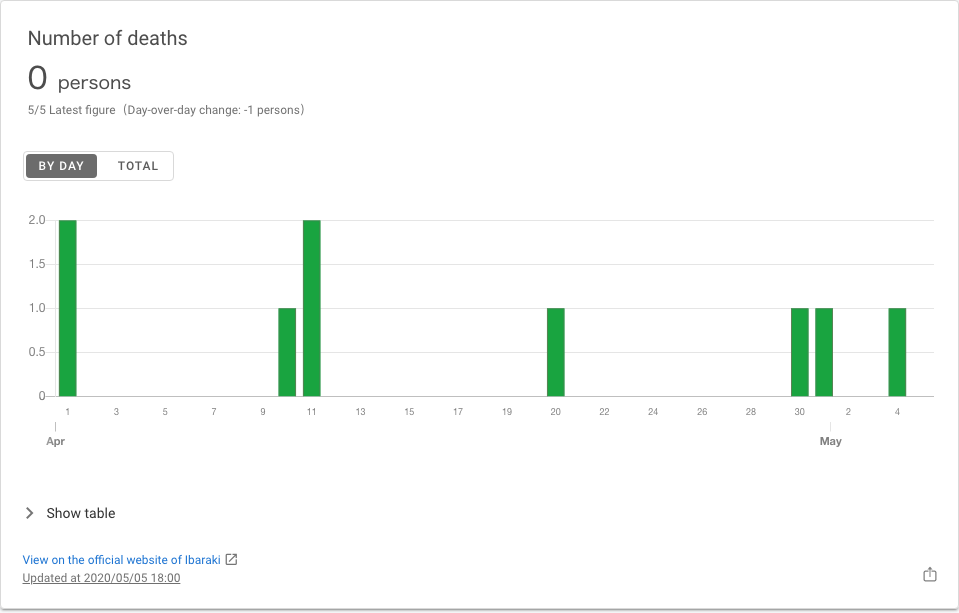 Number of deaths
0 persons
5/5 Latest figure（Day-over-day change: -1 persons）
BY DAY TOTAL
2.0
1.5
1.0
0.5
0
1 3 5 7 9 11 13 15 17 19 20 22 24 26 28 30 2 4
Apr May
Show table
View on the official website of Ibaraki
Updated at 2020/05/05 18:00